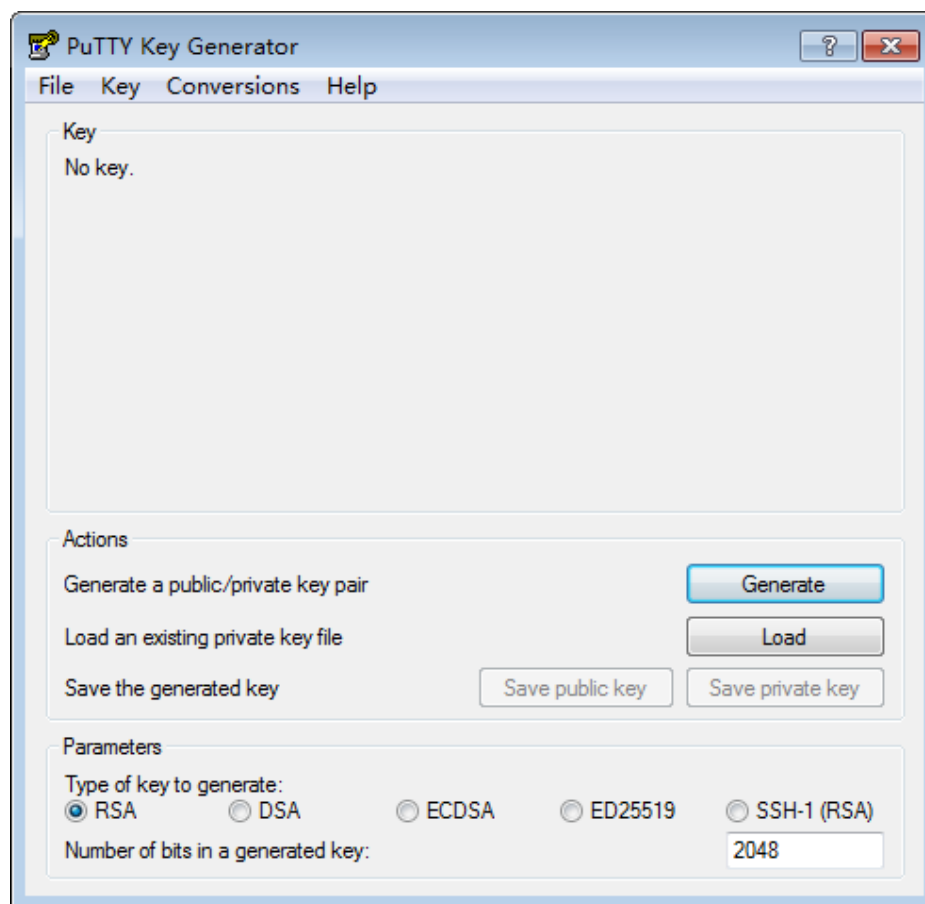 PuTTY Key Generator
File Key Conversions Help
Key
No key.
Actions
Generate a public/private key pair Generate
Load an existing private key file Load
Save the generated key Save public key Save private key
Parameters
Type of key to generate:
RSA DSA ECDSA ED25519 SSH-1 (RSA)
Number of bits in a generated key: 2048